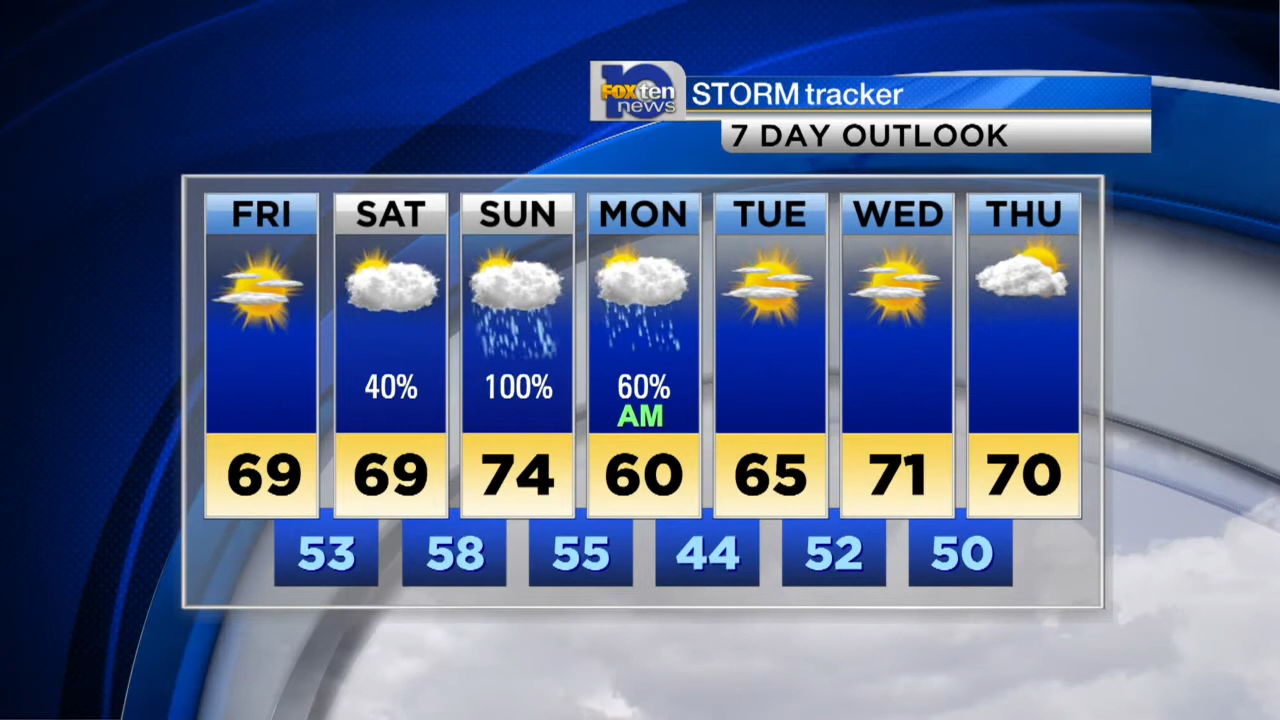 10
FOX ten
news
STORM tracker
7 DAY OUTLOOK
FRI SAT SUN MON TUE WED THU
40% 100% 60%
AM
69 69 74 60 65 71 70
53 58 55 44 52 50